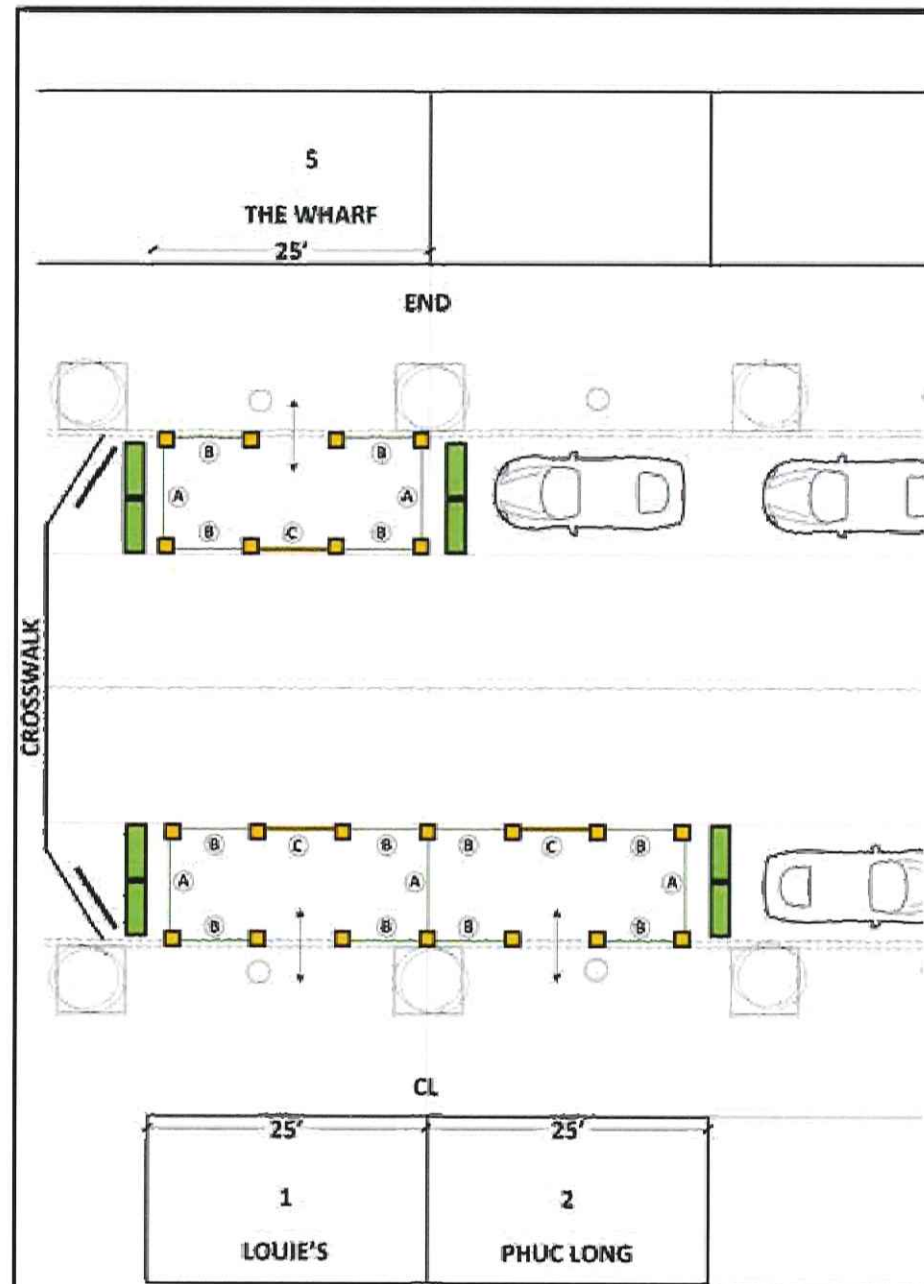 5
THE WHARF
25'
END
B B
A A
B C B
CROSSWALK
B C B B C B
A A A
B B B B
CL
25' 25'
1 2
LOUIE'S PHUC LONG